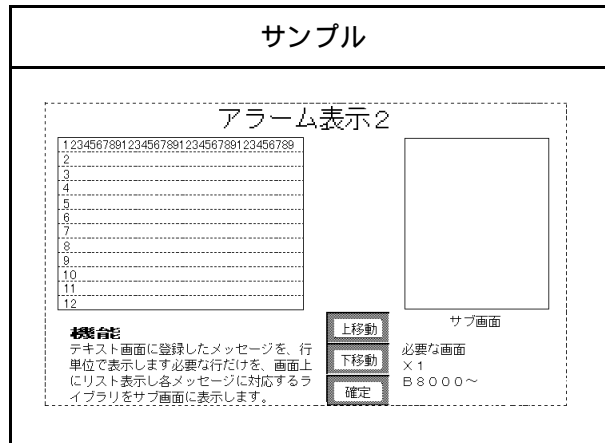 サンプル
アラーム表示2
1 234567891234567891234567891 23456789
2
3
4
5
6
7
8
9
10
11
12
サブ画面
機能
テキスト画面に登録したメッセージを、行
単位で表示します必要な行だけを、画面上
にリスト表示し各メッセージに対応するラ
イブラリをサブ画面に表示します。
上移動
下移動
確定
必要な画面
×1
B8000～